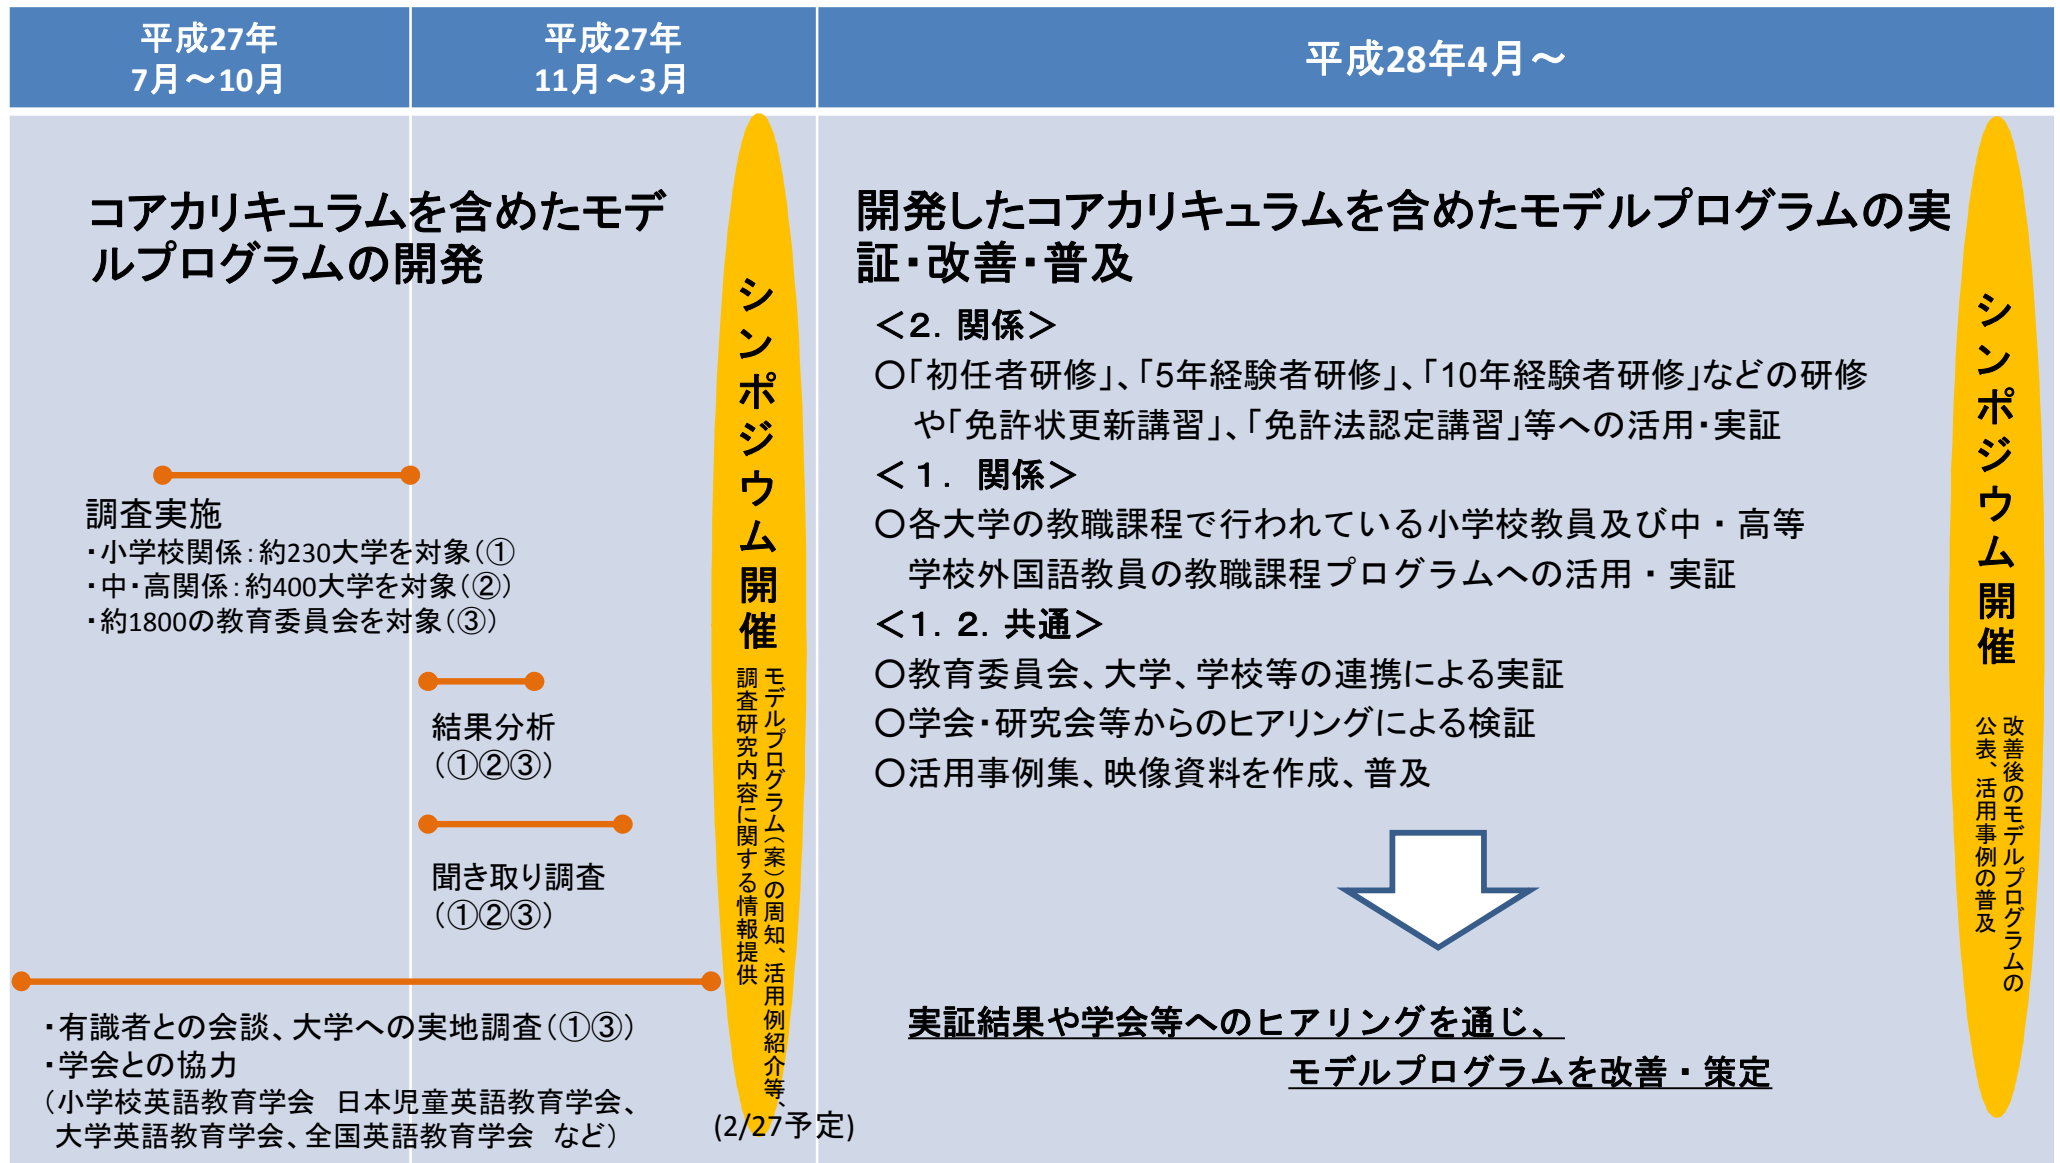 平成27年
7月～10月
平成27年
11月～3月
平成28年4月～
コアカリキュラムを含めたモデ
ルプログラムの開発
調査実施
・小学校関係：約230大学を対象（①
・中・高関係：約400大学を対象（②）
・約1800の教育委員会を対象（③）
結果分析
（①②③）
聞き取り調査
（①②③）
・有識者との会談、大学への実地調査（①③）
・学会との協力
（小学校英語教育学会　日本児童英語教育学会、
大学英語教育学会、全国英語教育学会　など）
シンポジウム開催
モデルプログラム（案）の周知、活用例紹介等、
調査研究内容に関する情報提供
(2/27予定)
開発したコアカリキュラムを含めたモデルプログラムの実
証・改善・普及
＜２．関係＞
○「初任者研修」、「5年経験者研修」、「10年経験者研修」などの研修
や「免許状更新講習」、「免許法認定講習」等への活用・実証
＜１．関係＞
○各大学の教職課程で行われている小学校教員及び中・高等
学校外国語教員の教職課程プログラムへの活用・実証
＜１．２．共通＞
○教育委員会、大学、学校等の連携による実証
○学会・研究会等からのヒアリングによる検証
○活用事例集、映像資料を作成、普及
実証結果や学会等へのヒアリングを通じ、
モデルプログラムを改善・策定
シンポジウム開催
改善後のモデルプログラムの
公表、活用事例の普及